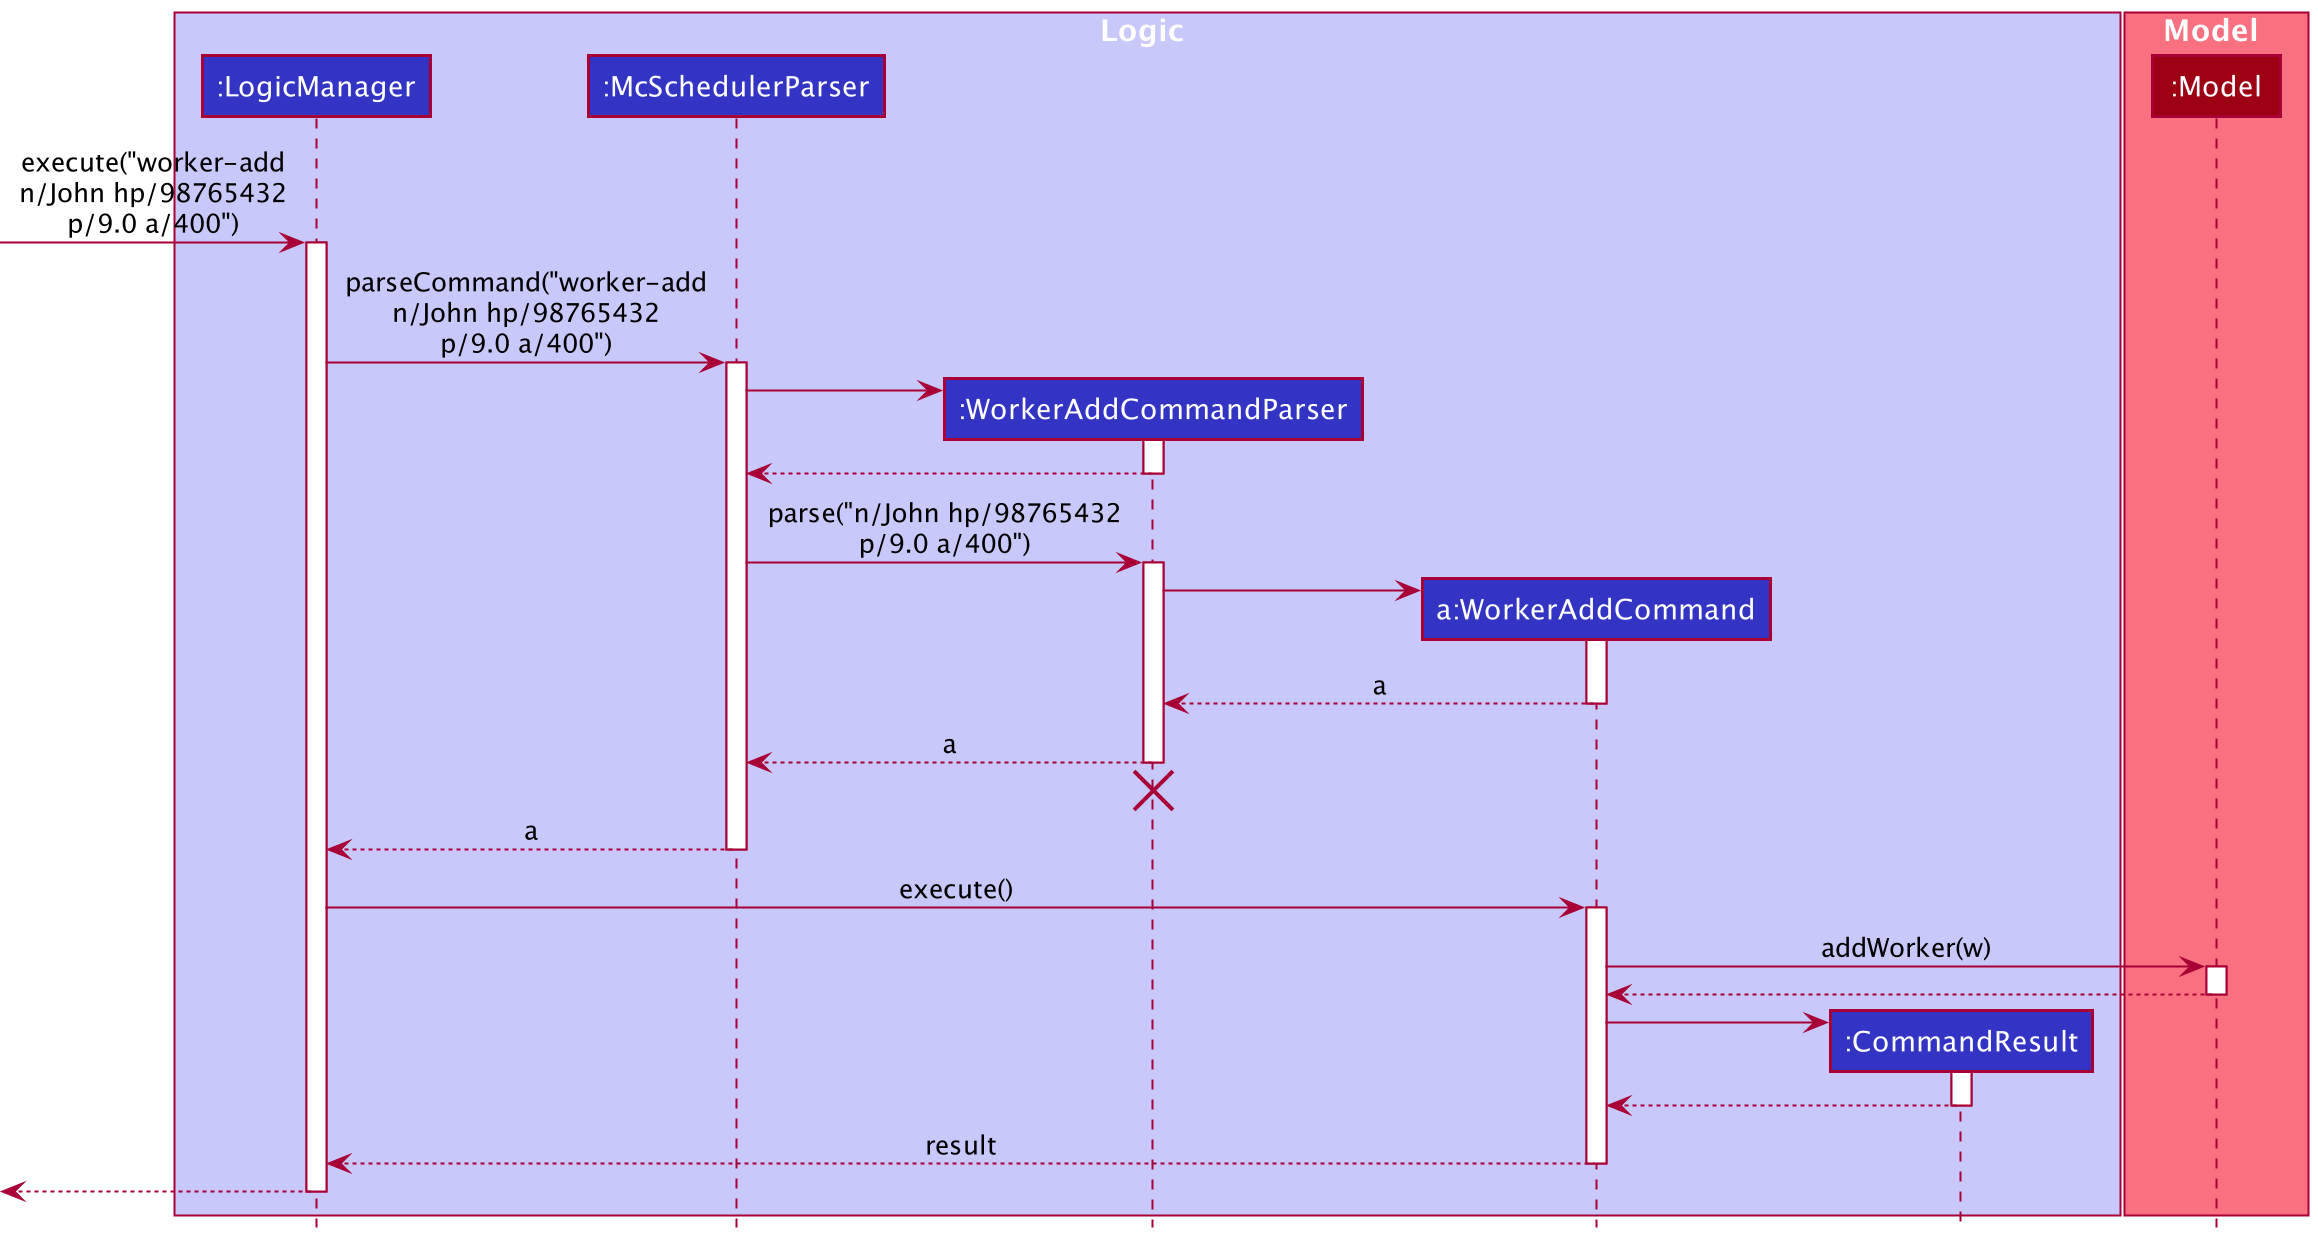 Logic
Model
:LogicManager
:McSchedulerParser
:Model
execute("worker-add
n/John hp/98765432
p/9.0 a/400")
parseCommand("worker-add
n/John hp/98765432
p/9.0 a/400")
:WorkerAddCommandParser
parse("n/John hp/98765432
p/9.0 a/400")
a:WorkerAddCommand
a
a
a
execute()
addWorker(w)
:CommandResult
result